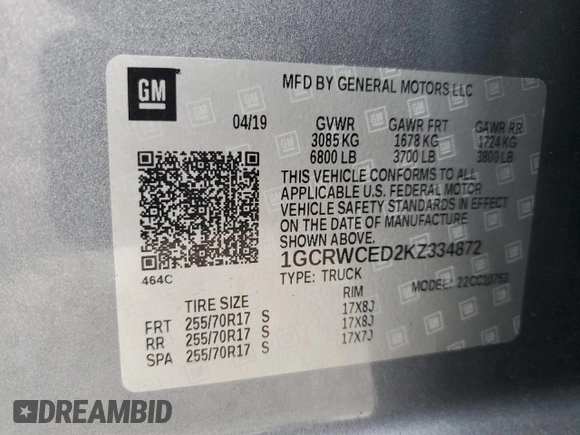 GM
MFD BY GENERAL MOTORS LLC
04/19 GVWR GAWR FRT GAWR RR
3085 KG 1678 KG 1724 KG
6800 LB 3700 LB 3800 LB
THIS VEHICLE CONFORMS TO ALL
APPLICABLE U.S. FEDERAL MOTOR
VEHICLE SAFETY STANDARDS IN EFFECT
ON THE DATE OF MANUFACTURE
SHOWN ABOVE.
1GCRWCED2KZ334872
464C
TYPE: TRUCK MODEL: 22CC10753
TIRE SIZE RIM
FRT 255/70R17 S 17X8J
RR 255/70R17 S 17X8J
SPA 255/70R17 S 17X7J
DREAMBID